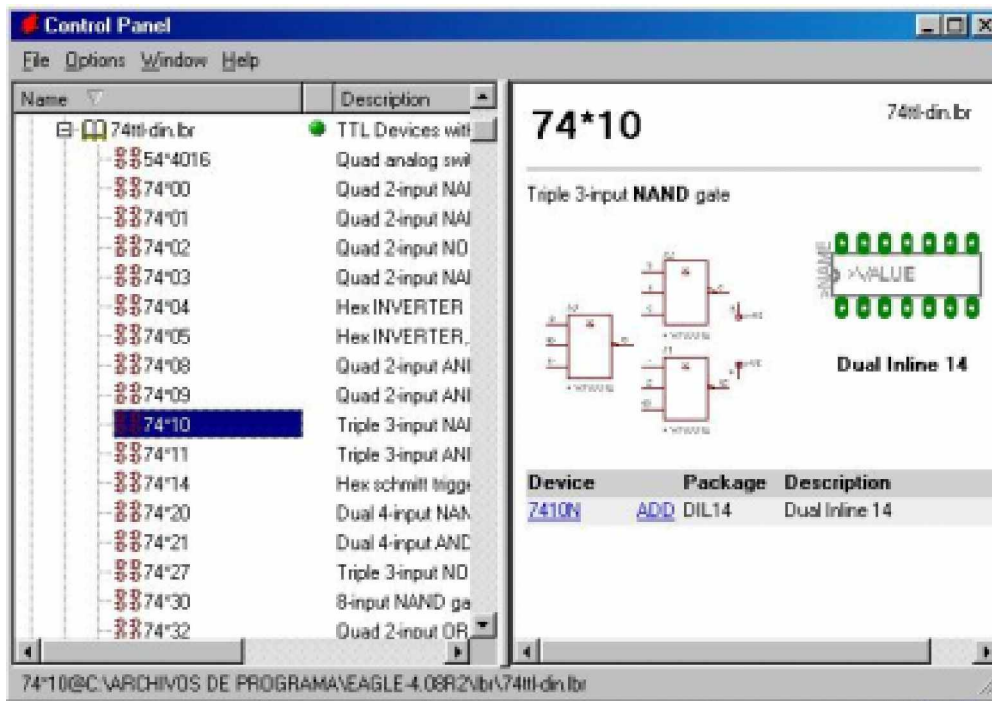 Control Panel
File Options Window Help
Name Description
74ttl-din.lbr TTL Devices with
54*4016 Quad analog swi
74*00 Quad 2-input NAI
74*01 Quad 2-input NAI
74*02 Quad 2-input NO
74*03 Quad 2-input NAI
74*04 Hex INVERTER
74*05 Hex INVERTER,
74*08 Quad 2-input ANI
74*09 Quad 2-input ANI
74*10 Triple 3-input NAI
74*11 Triple 3-input ANI
74*14 Hex schmitt trigge
74*20 Dual 4-input NAN
74*21 Dual 4-input AND
74*27 Triple 3-input NO
74*30 8-input NAND ga
74*32 Quad 2-input OR
74*10 74ttl-din.lbr
Triple 3-input NAND gate
>NAME
>VALUE
Dual Inline 14
Device Package Description
7410N ADD DIL14 Dual Inline 14
74*10@C:\ARCHIVOS DE PROGRAMA\EAGLE-4.08R2\lbr\74ttl-din.lbr